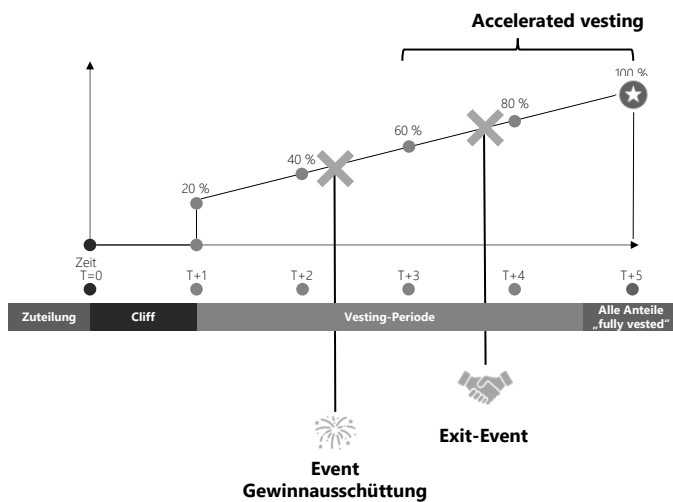 Accelerated vesting
100 %
80 %
60 %
40 %
20 %
Zeit
T=0
T+1
T+2
T+3
T+4
T+5
Zuteilung
Cliff
Vesting-Periode
Alle Anteile
„fully vested“
Exit-Event
Event
Gewinnausschüttung